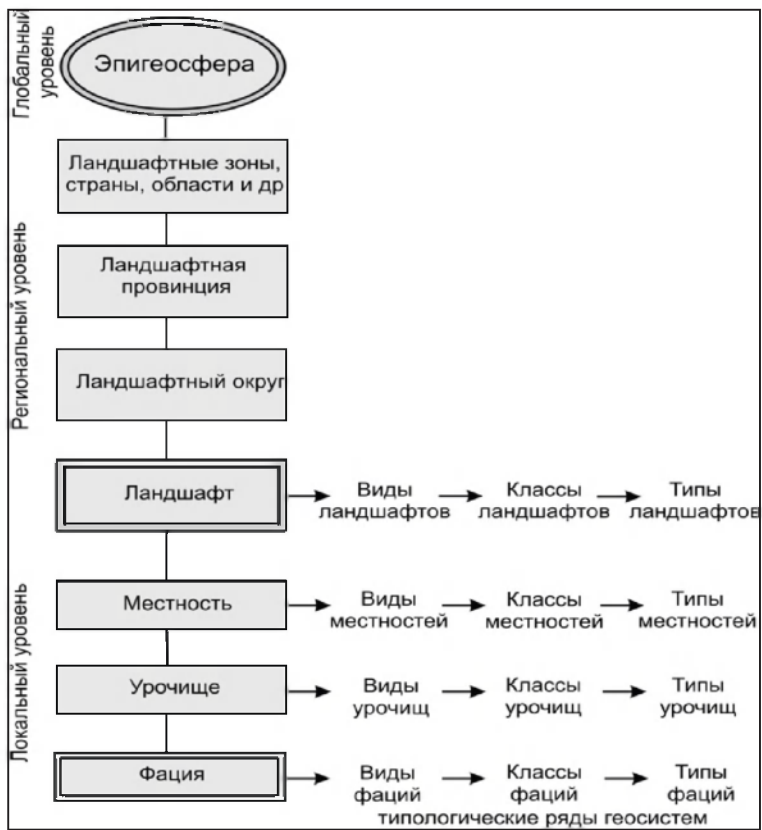 Глобальный
уровень
Эпигеосфера
Ландшафтные зоны,
страны, области и др
Региональный уровень
Ландшафтная
провинция
Ландшафтный округ
Ландшафт
Виды
ландшафтов
Классы
ландшафтов
Типы
ландшафтов
Локальный уровень
Местность
Виды
местностей
Классы
местностей
Типы
местностей
Урочище
Виды
урочищ
Классы
урочищ
Типы
урочищ
Фация
Виды
фаций
Классы
фаций
Типы
фаций
типологические ряды геосистем